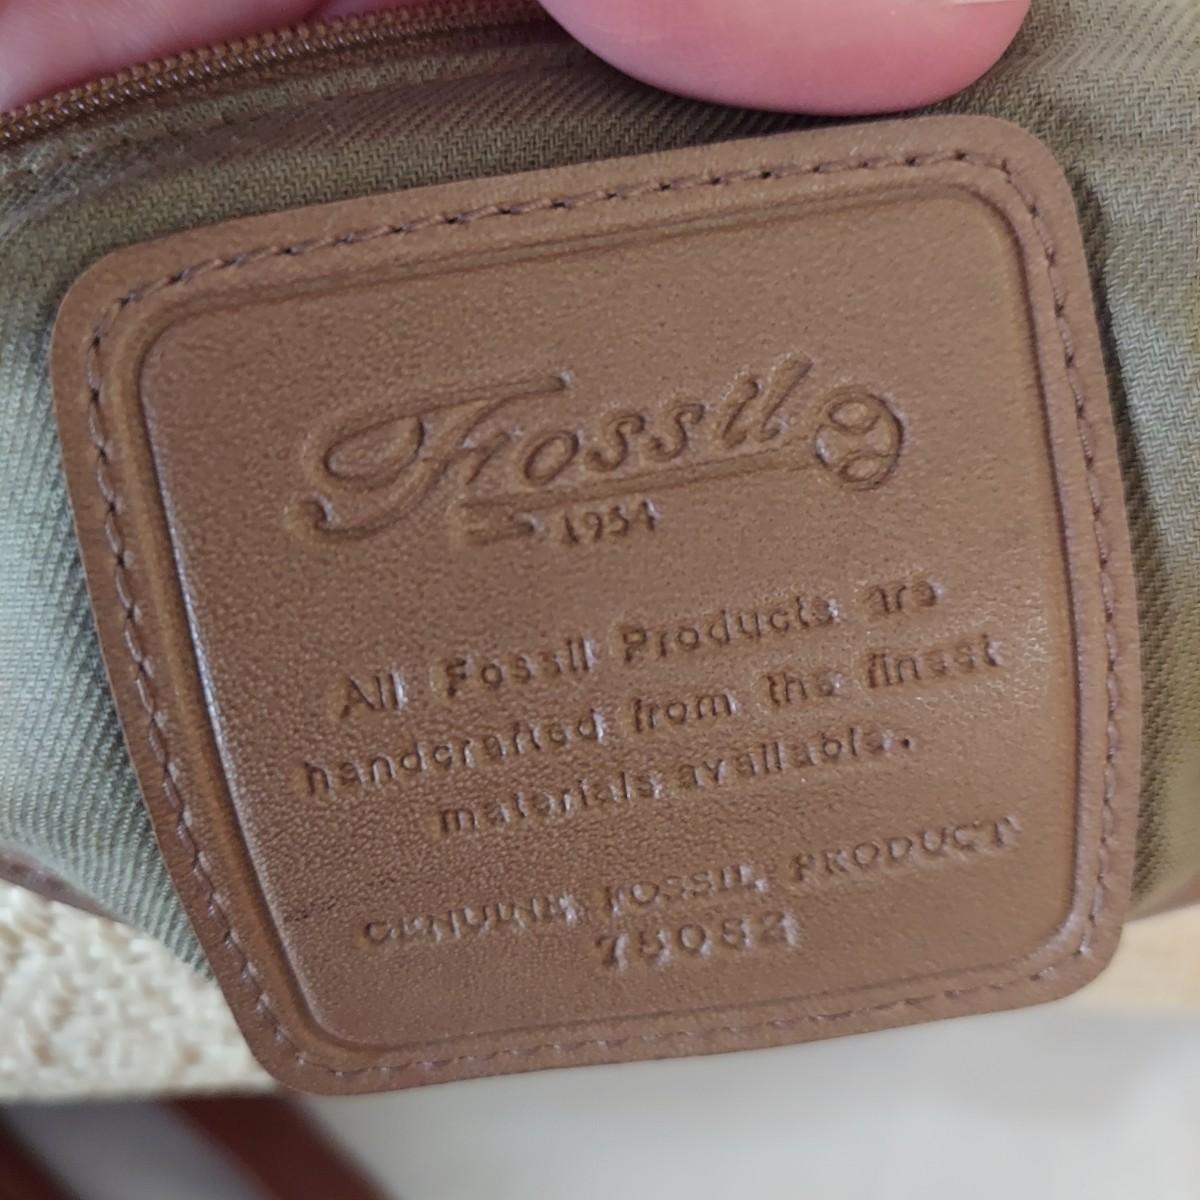 Fossil
1954
All Fossil Products are
handcrafted from the finest
materials available.
GENUINE FOSSIL PRODUCT
75082